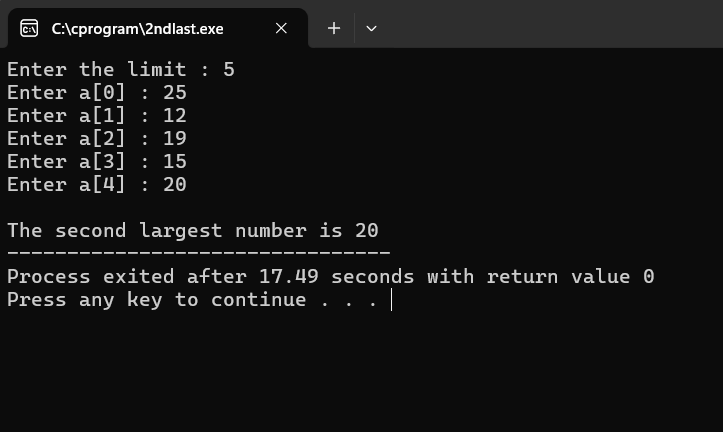 C:\cprogram\2ndlast.exe
Enter the limit : 5
Enter a[0] : 25
Enter a[1] : 12
Enter a[2] : 19
Enter a[3] : 15
Enter a[4] : 20
The second largest number is 20
--------------------------------
Process exited after 17.49 seconds with return value 0
Press any key to continue . . .